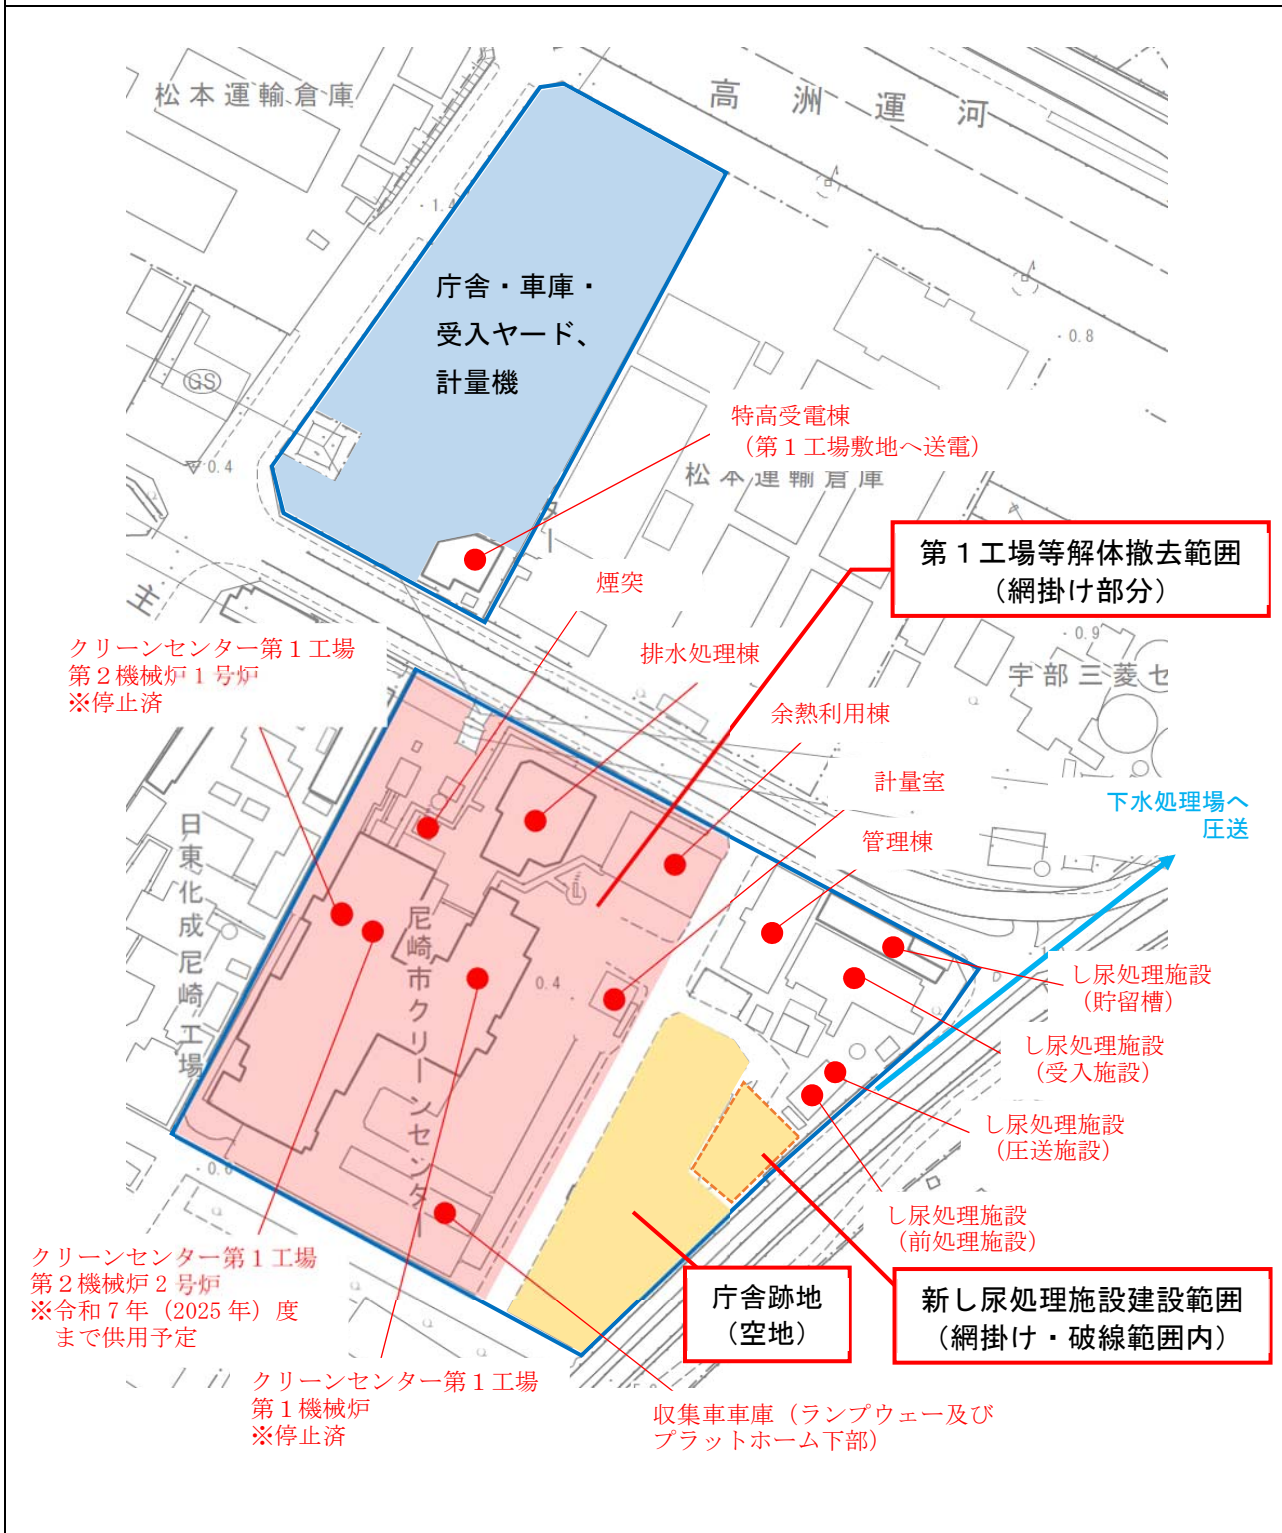 松本運輸倉庫
高洲運河
・1.4
庁舎・車庫・
受入ヤード、
計量機
・0.8
GS
0.4
特高受電棟
（第１工場敷地へ送電）
松本運輸倉庫
ター
第１工場等解体撤去範囲
（網掛け部分）
煙突
主
・0.9
クリーンセンター第１工場
第２機械炉１号炉
※停止済
排水処理棟
宇部三菱セ
余熱利用棟
計量室
下水処理場へ
圧送
管理棟
日東化成尼崎工場
尼崎市クリーンセンター
0.4
し尿処理施設
（貯留槽）
し尿処理施設
（受入施設）
し尿処理施設
（圧送施設）
し尿処理施設
（前処理施設）
クリーンセンター第１工場
第２機械炉２号炉
※令和７年（2025 年）度
まで供用予定
庁舎跡地
（空地）
新し尿処理施設建設範囲
（網掛け・破線範囲内）
クリーンセンター第１工場
第１機械炉
※停止済
収集車車庫（ランプウェー及び
プラットホーム下部）